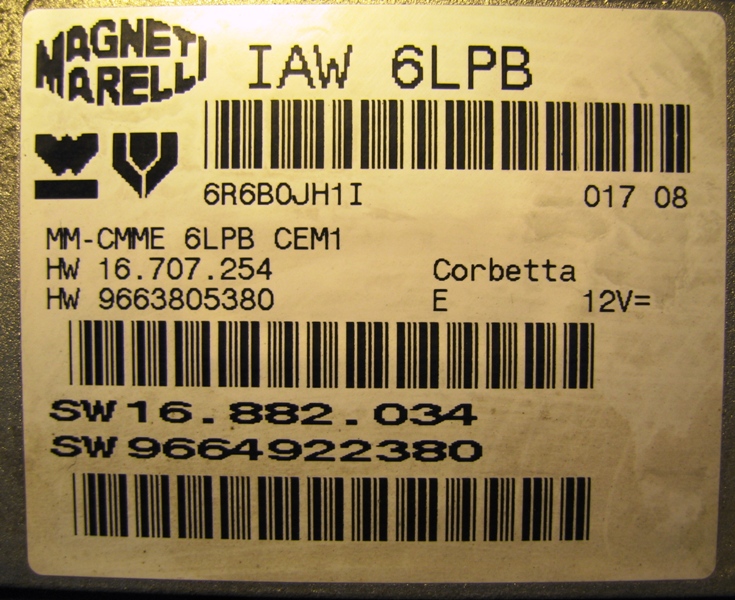 MAGNETI
MARELLI
IAW 6LPB
6R6B0JH1I 017 08
MM-CMME 6LPB CEM1
HW 16.707.254 Corbetta
HW 9663805380 E 12V=
SW 16.882.034
SW 9664922380